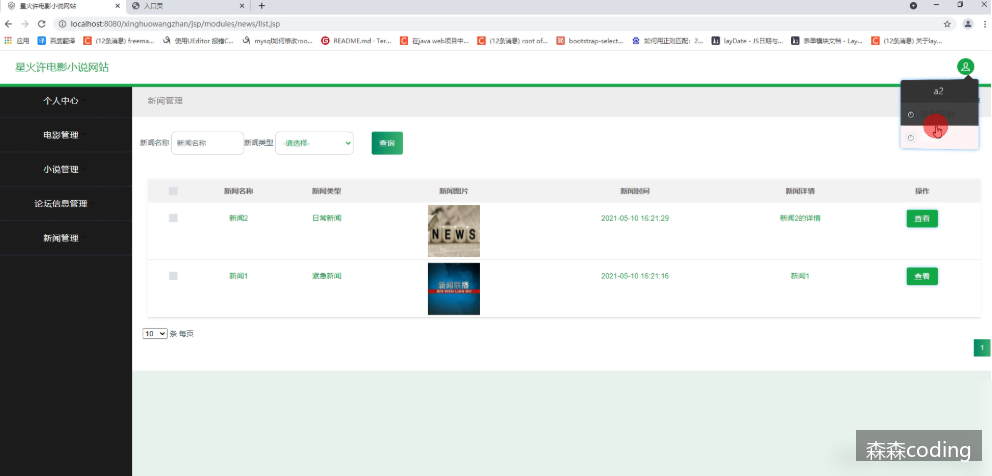 星火许电影小说网站
入口页
localhost:8080/xinghuowangzhan/jsp/modules/news/list.jsp
应用 百度翻译 (12条消息) freema... 使用UEditor 报错C... mysql如何修改roo... README.md · Ter... 在java web项目中... (12条消息) root of... bootstrap-select... 如何用正则匹配：2... layDate - JS日期与... 表单模块文档 - Lay... (12条消息) 关于lay...
星火许电影小说网站
a2
个人中心
新闻管理
电影管理
新闻名称 新闻名称 新闻类型 -请选择- 查询
小说管理
新闻名称 新闻类型 新闻图片 新闻时间 新闻详情 操作
论坛信息管理
新闻2 日常新闻 2021-05-10 16:21:29 新闻2的详情 查看
NEWS
新闻管理
新闻1 紧急新闻 2021-05-10 16:21:16 新闻1 查看
新闻联播
10 条 每页
1
森森coding